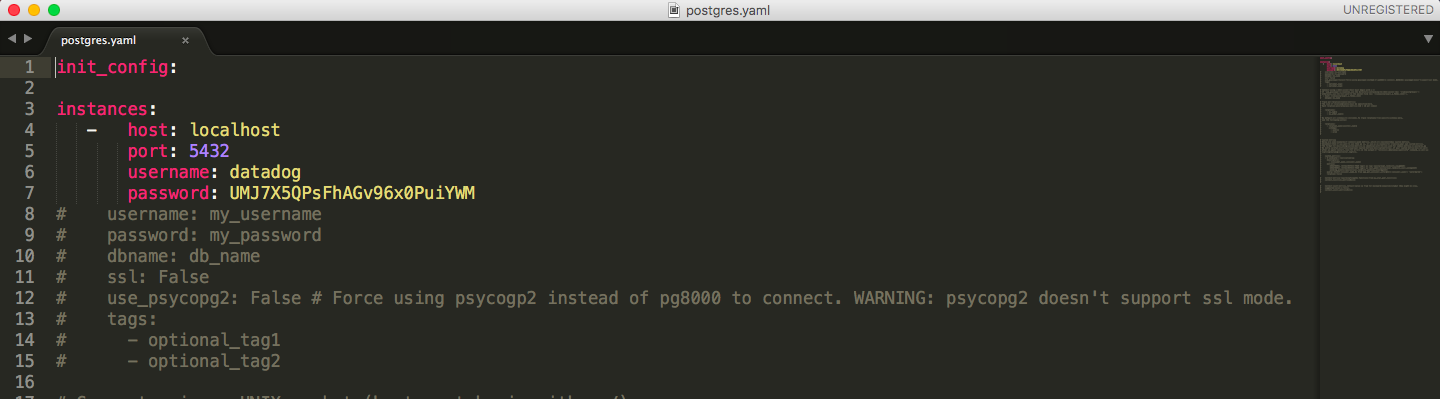 postgres.yaml
UNREGISTERED
postgres.yaml ×
1 init_config:
2
3 instances:
4 - host: localhost
5 port: 5432
6 username: datadog
7 password: UMJ7X5QPsFhAGv96x0PuiYWM
8 # username: my_username
9 # password: my_password
10 # dbname: db_name
11 # ssl: False
12 # use_psycopg2: False # Force using psycogp2 instead of pg8000 to connect. WARNING: psycopg2 doesn't support ssl mode.
13 # tags:
14 # - optional_tag1
15 # - optional_tag2
16